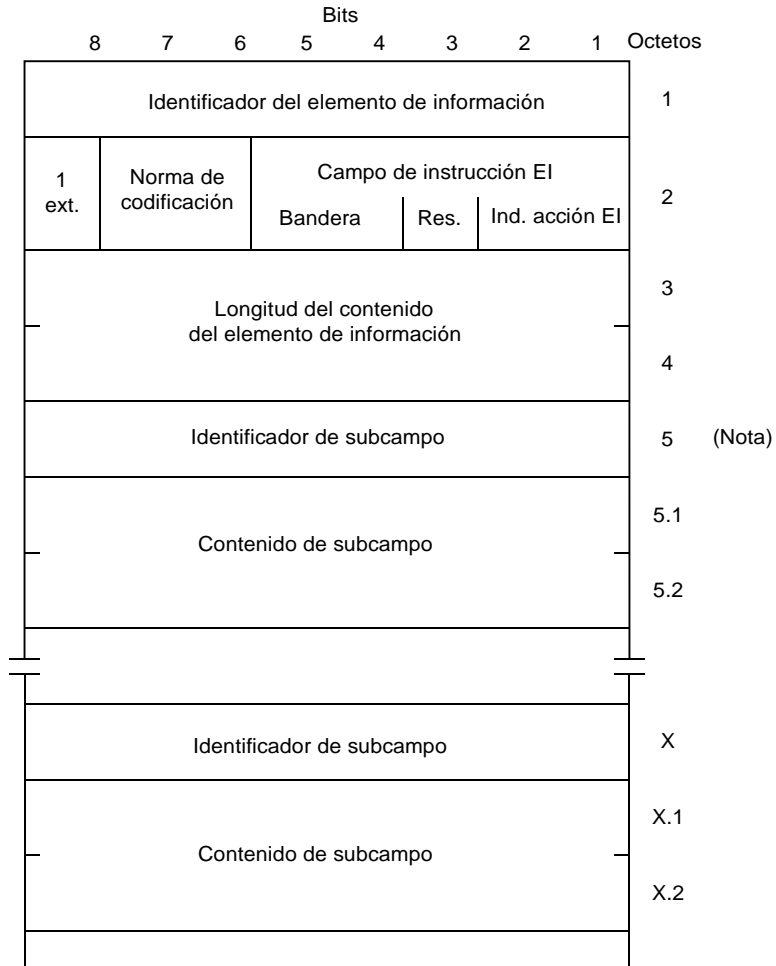 Bits
8 7 6 5 4 3 2 1 Octetos
Identificador del elemento de información 1
1 ext.
Norma de codificación
Campo de instrucción EI
Bandera Res. Ind. acción EI
2
Longitud del contenido
del elemento de información
3
4
Identificador de subcampo 5 (Nota)
5.1
Contenido de subcampo
5.2
Identificador de subcampo X
X.1
Contenido de subcampo
X.2